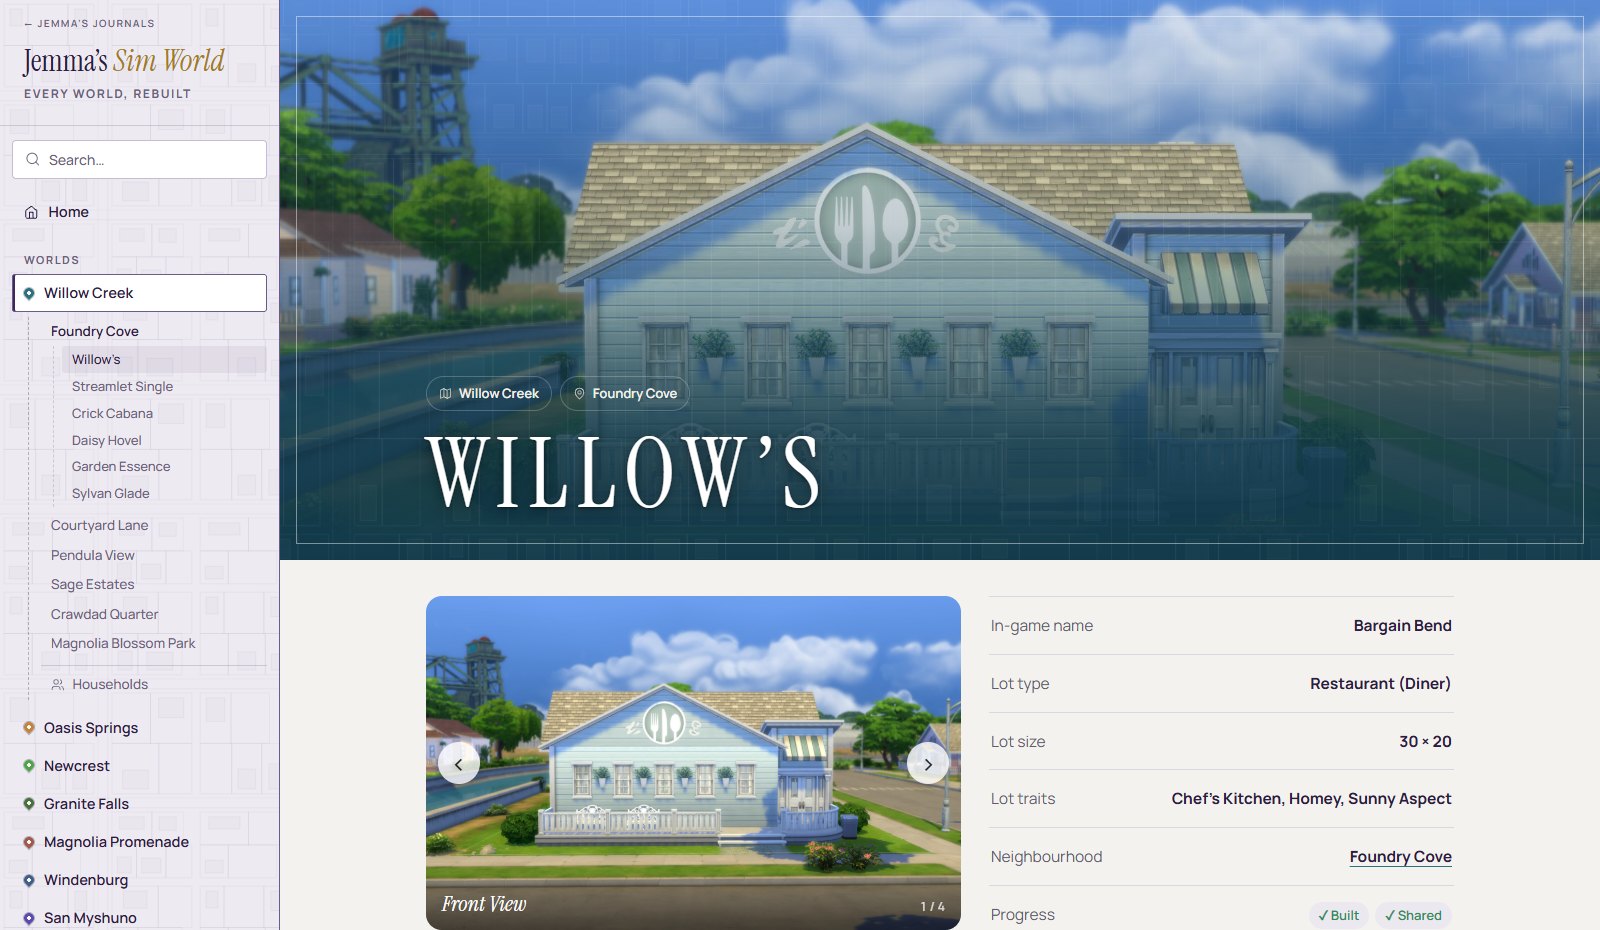 ← JEMMA'S JOURNALS
Jemma's Sim World
EVERY WORLD, REBUILT
Search...
Home
WORLDS
Willow Creek
Foundry Cove
Willow's
Streamlet Single
Crick Cabana
Daisy Hovel
Garden Essence
Sylvan Glade
Courtyard Lane
Pendula View
Sage Estates
Crawdad Quarter
Magnolia Blossom Park
Households
Oasis Springs
Newcrest
Granite Falls
Magnolia Promenade
Windenburg
San Myshuno
Willow Creek
Foundry Cove
WILLOW'S
Front View
1 / 4
In-game name
Bargain Bend
Lot type
Restaurant (Diner)
Lot size
30 × 20
Lot traits
Chef's Kitchen, Homey, Sunny Aspect
Neighbourhood
Foundry Cove
Progress
✓ Built
✓ Shared